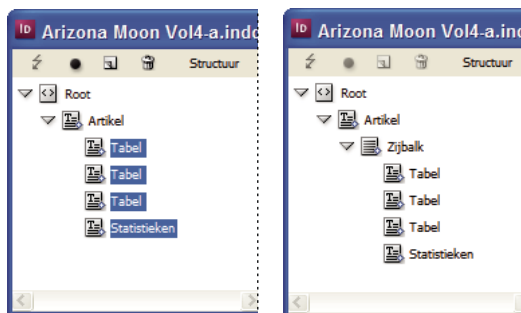 Arizona Moon Vol4-a.indd
Structuur
Root
Artikel
Tabel
Tabel
Tabel
Statistieken
Arizona Moon Vol4-a.ind
Structuur
Root
Artikel
Zijbalk
Tabel
Tabel
Tabel
Statistieken